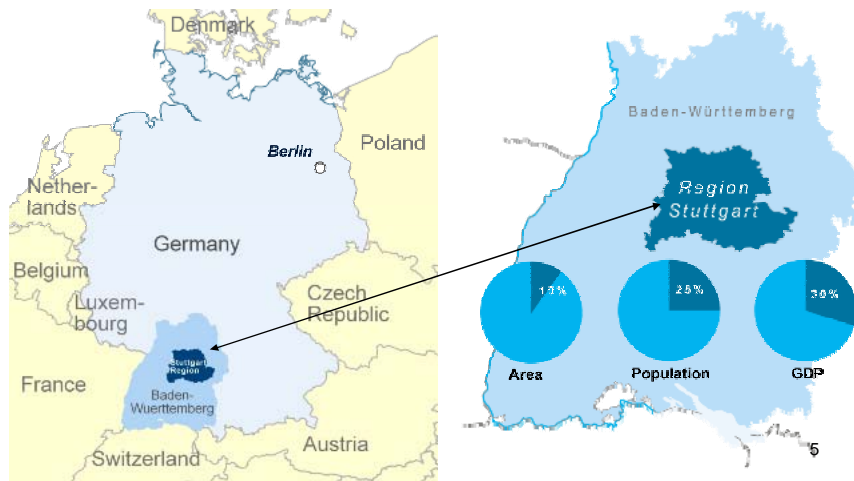 Denmark
Poland
Berlin
Nether-
lands
Germany
Belgium
Luxem-
bourg
Czech
Republic
Stuttgart
Region
France
Baden-
Wuerttemberg
Austria
Switzerland
Baden-Württemberg
Region
Stuttgart
10%
25%
30%
Area
Population
GDP
5